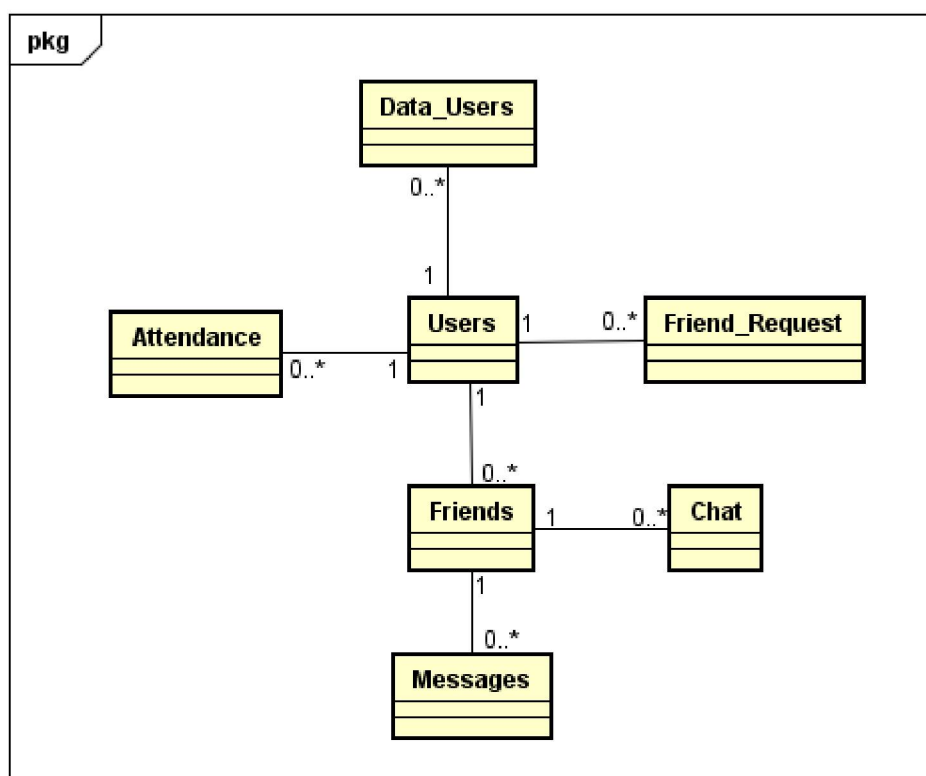 pkg
Data_Users
0..*
1
Attendance
0..*
1
Users
1
0..*
Friend_Request
1
0..*
Friends
1
0..*
Chat
1
0..*
Messages